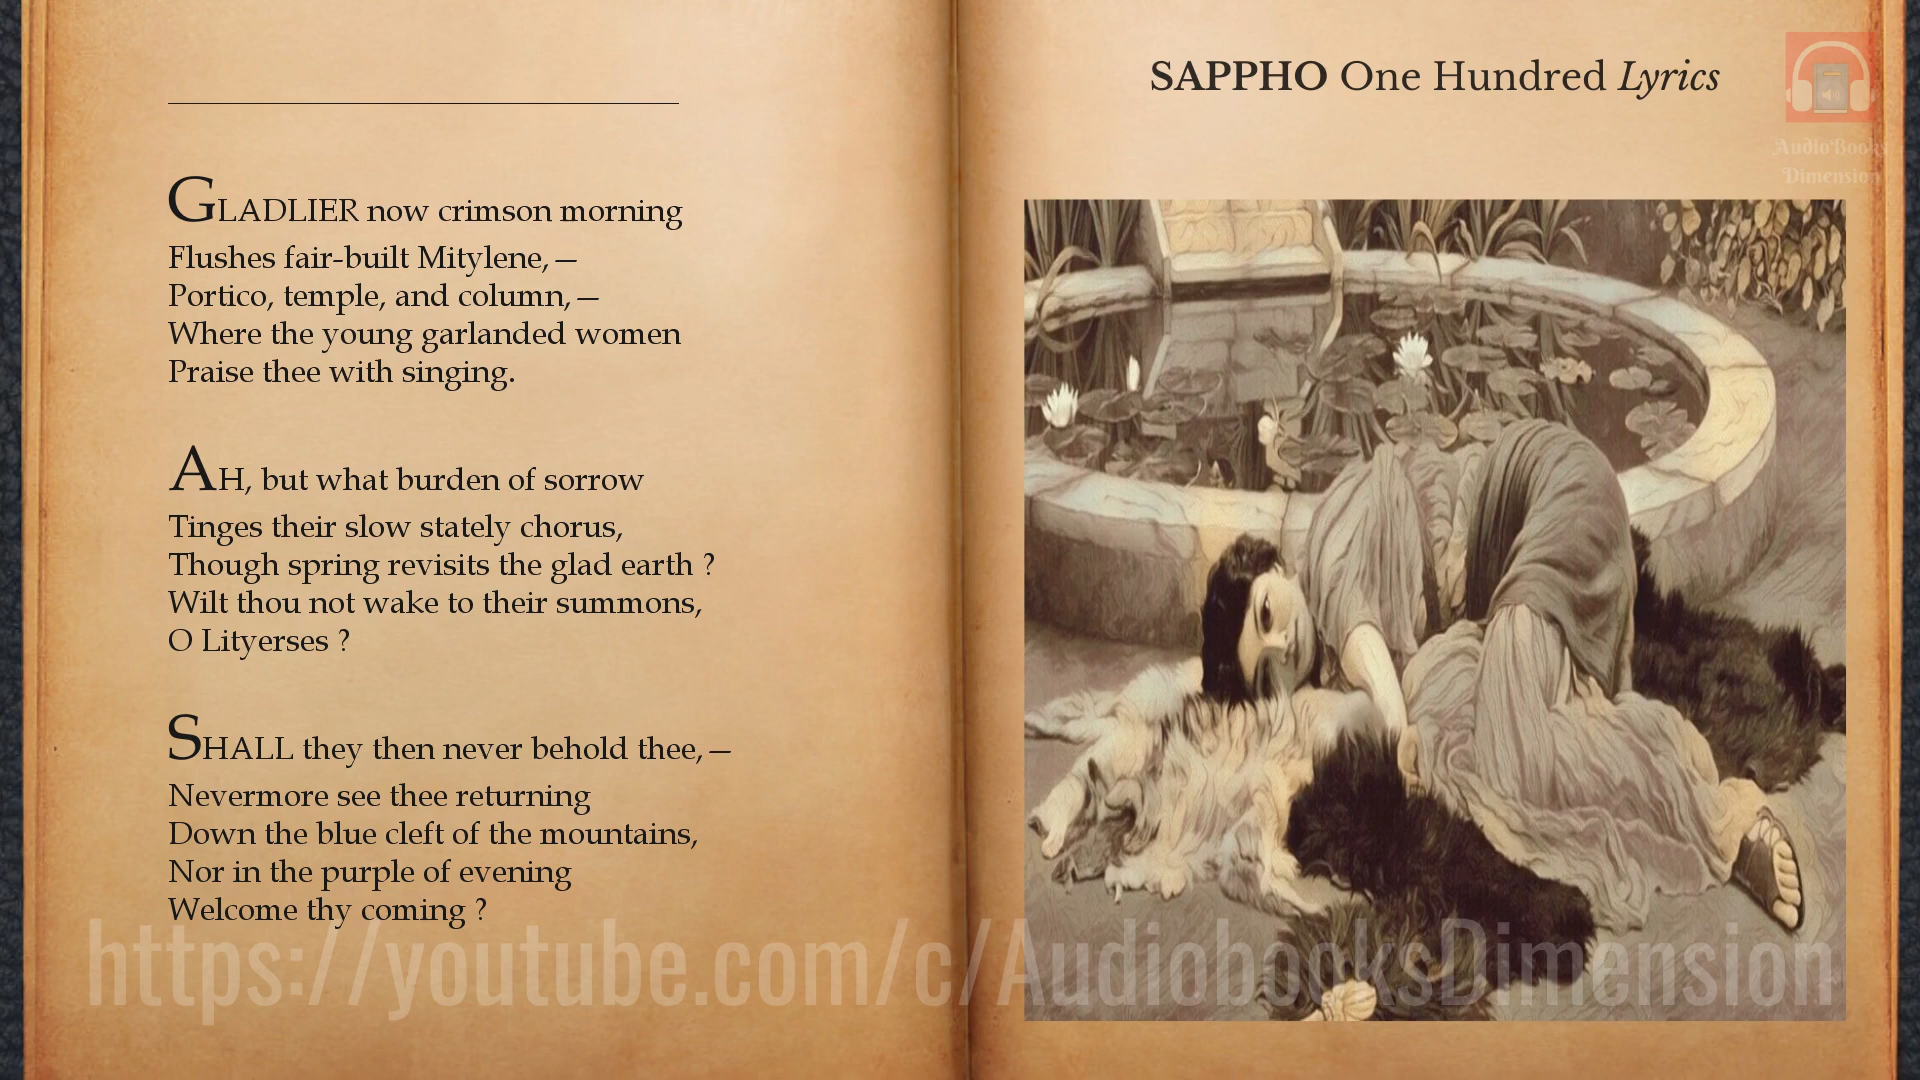 GLADLIER now crimson morning
Flushes fair-built Mitylene,—
Portico, temple, and column,—
Where the young garlanded women
Praise thee with singing.
AH, but what burden of sorrow
Tinges their slow stately chorus,
Though spring revisits the glad earth ?
Wilt thou not wake to their summons,
O Lityerses ?
SHALL they then never behold thee,—
Nevermore see thee returning
Down the blue cleft of the mountains,
Nor in the purple of evening
Welcome thy coming ?
SAPPHO One Hundred Lyrics
AudioBooks
Dimension
https://youtube.com/c/AudiobooksDimension